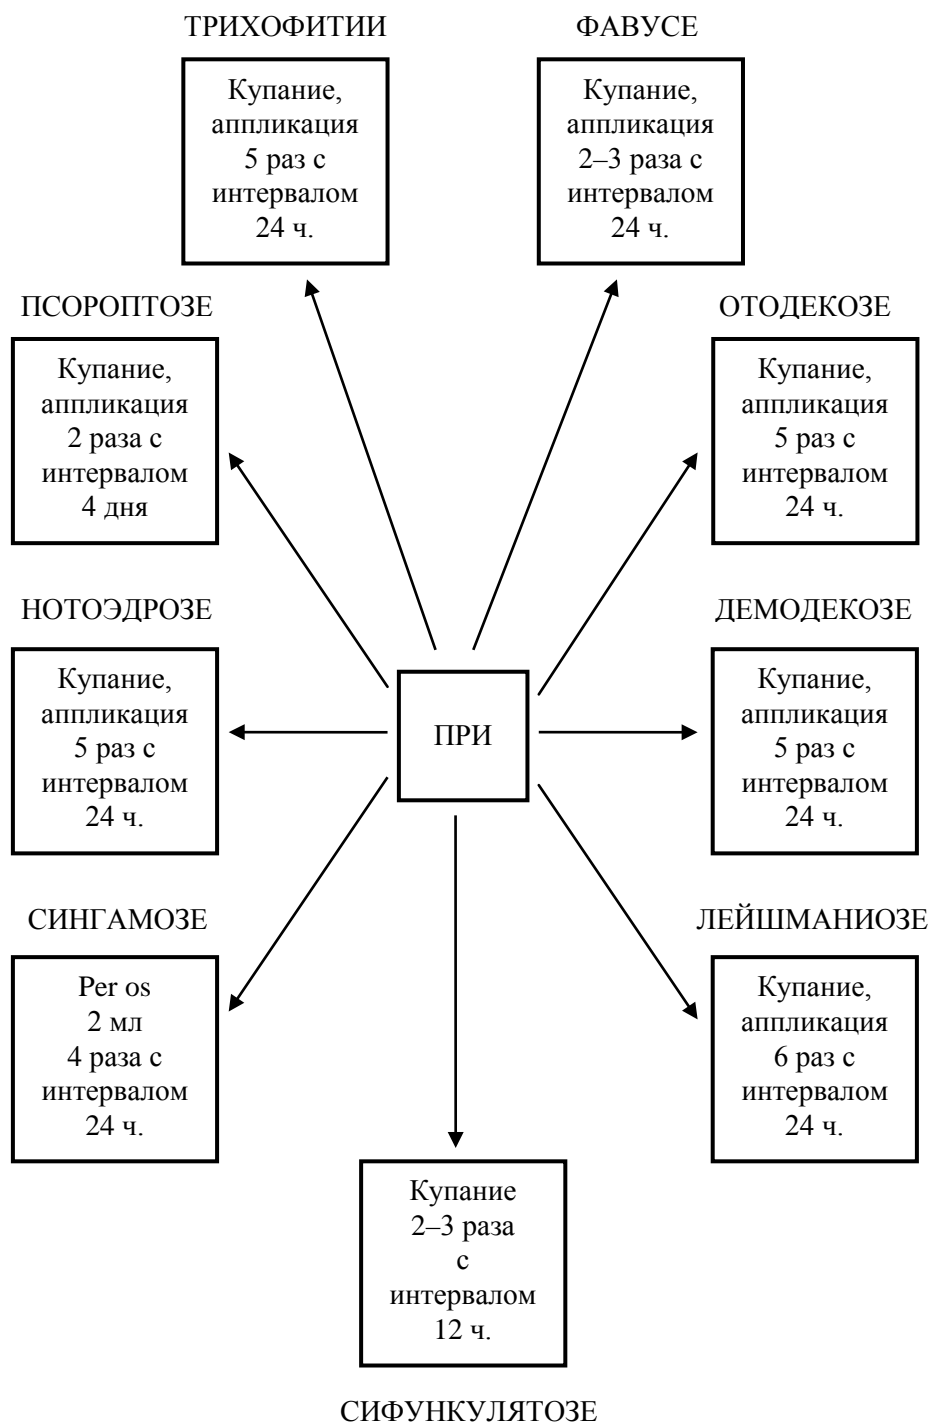 ТРИХОФИТИИ
Купание,
аппликация
5 раз с
интервалом
24 ч.
ФАВУСЕ
Купание,
аппликация
2–3 раза с
интервалом
24 ч.
ПСОРОПТОЗЕ
Купание,
аппликация
2 раза с
интервалом
4 дня
ОТОДЕКОЗЕ
Купание,
аппликация
5 раз с
интервалом
24 ч.
НОТОЭДРОЗЕ
Купание,
аппликация
5 раз с
интервалом
24 ч.
ПРИ
ДЕМОДЕКОЗЕ
Купание,
аппликация
5 раз с
интервалом
24 ч.
СИНГАМОЗЕ
Per os
2 мл
4 раза с
интервалом
24 ч.
ЛЕЙШМАНИОЗЕ
Купание,
аппликация
6 раз с
интервалом
24 ч.
Купание
2–3 раза
с
интервалом
12 ч.
СИФУНКУЛЯТОЗЕ